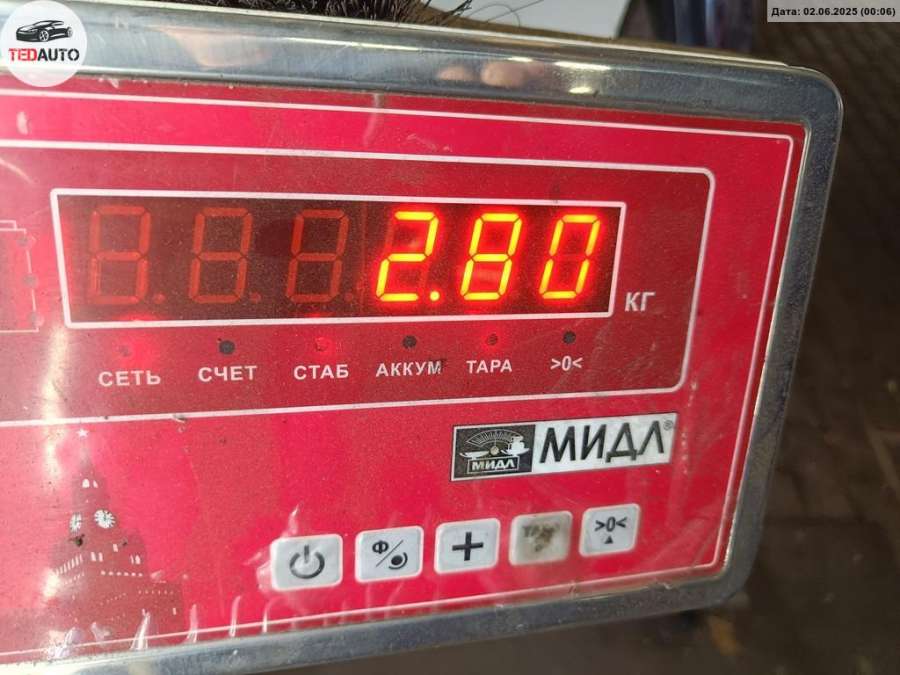 Дата: 02.06.2025 (00:06)
TEDAUTO
2.80
КГ
СЕТЬ СЧЕТ СТАБ АККУМ ТАРА >0<
МИДЛ МИДЛ®
Ф + >0<